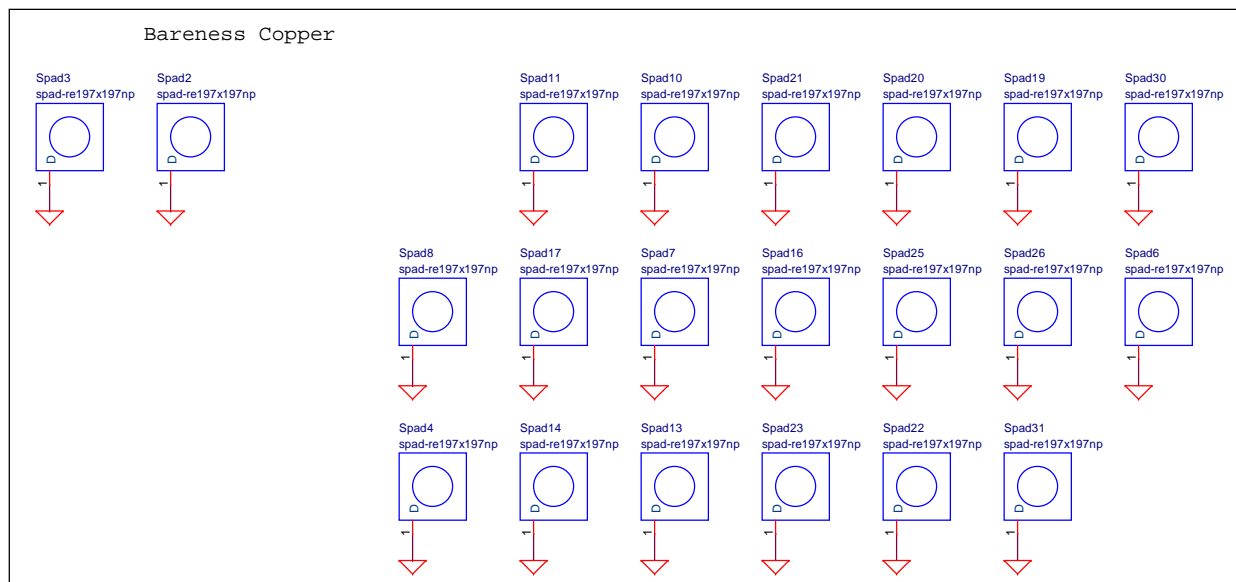 Bareness Copper
Spad3 Spad2 Spad11 Spad10 Spad21 Spad20 Spad19 Spad30
spad-re197x197np spad-re197x197np spad-re197x197np spad-re197x197np spad-re197x197np spad-re197x197np spad-re197x197np spad-re197x197np
D D D D D D D D
1 1 1 1 1 1 1 1
Spad8 Spad17 Spad7 Spad16 Spad25 Spad26 Spad6
spad-re197x197np spad-re197x197np spad-re197x197np spad-re197x197np spad-re197x197np spad-re197x197np spad-re197x197np
D D D D D D D
1 1 1 1 1 1 1
Spad4 Spad14 Spad13 Spad23 Spad22 Spad31
spad-re197x197np spad-re197x197np spad-re197x197np spad-re197x197np spad-re197x197np spad-re197x197np
D D D D D D
1 1 1 1 1 1